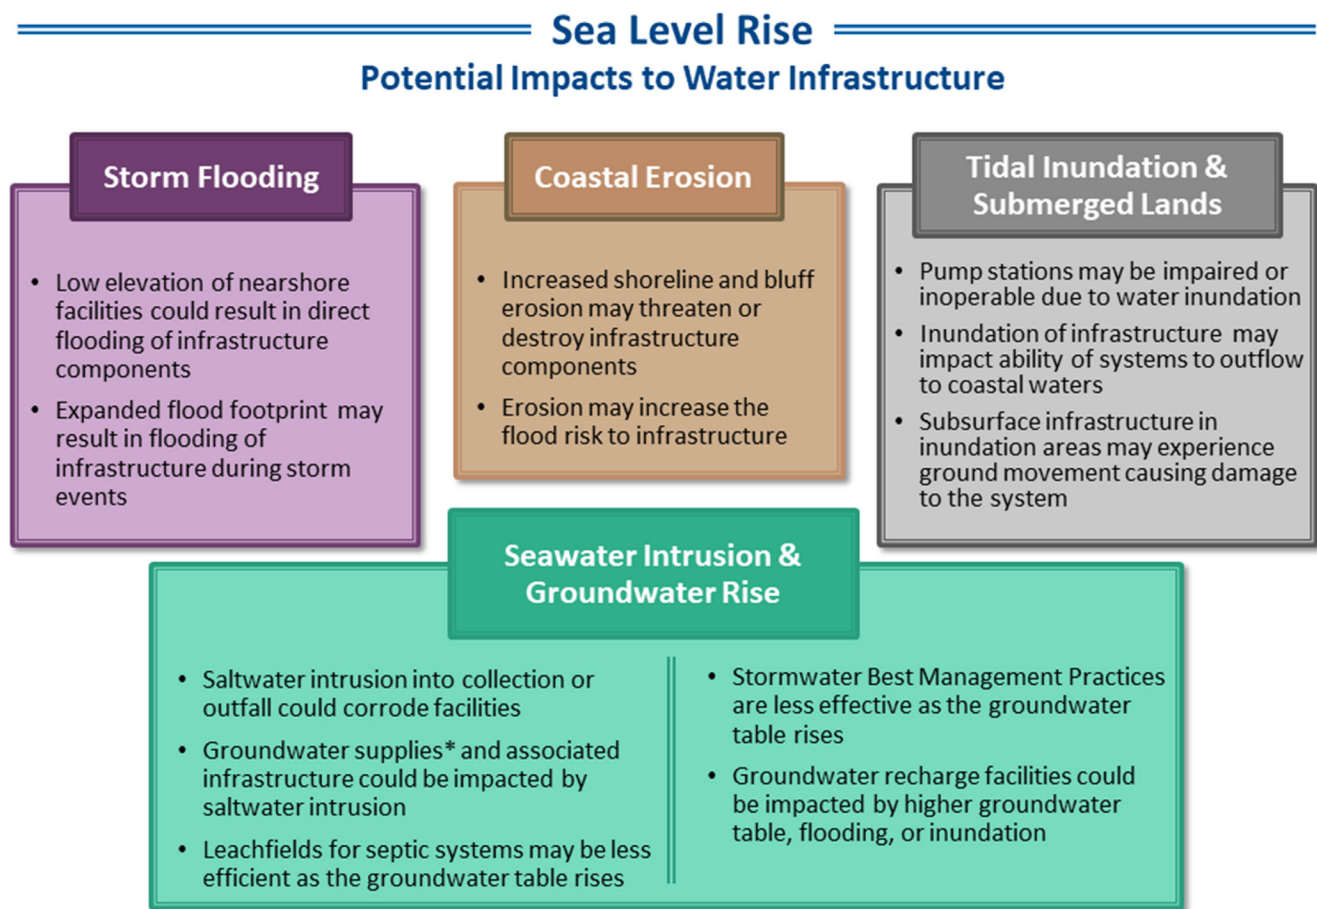 Sea Level Rise
Potential Impacts to Water Infrastructure
Storm Flooding
• Low elevation of nearshore
facilities could result in direct
flooding of infrastructure
components
• Expanded flood footprint may
result in flooding of
infrastructure during storm
events
Coastal Erosion
• Increased shoreline and bluff
erosion may threaten or
destroy infrastructure
components
• Erosion may increase the
flood risk to infrastructure
Tidal Inundation &
Submerged Lands
• Pump stations may be impaired or
inoperable due to water inundation
• Inundation of infrastructure may
impact ability of systems to outflow
to coastal waters
• Subsurface infrastructure in
inundation areas may experience
ground movement causing damage
to the system
Seawater Intrusion &
Groundwater Rise
• Saltwater intrusion into collection or
outfall could corrode facilities
• Groundwater supplies* and associated
infrastructure could be impacted by
saltwater intrusion
• Leachfields for septic systems may be less
efficient as the groundwater table rises
• Stormwater Best Management Practices
are less effective as the groundwater
table rises
• Groundwater recharge facilities could
be impacted by higher groundwater
table, flooding, or inundation